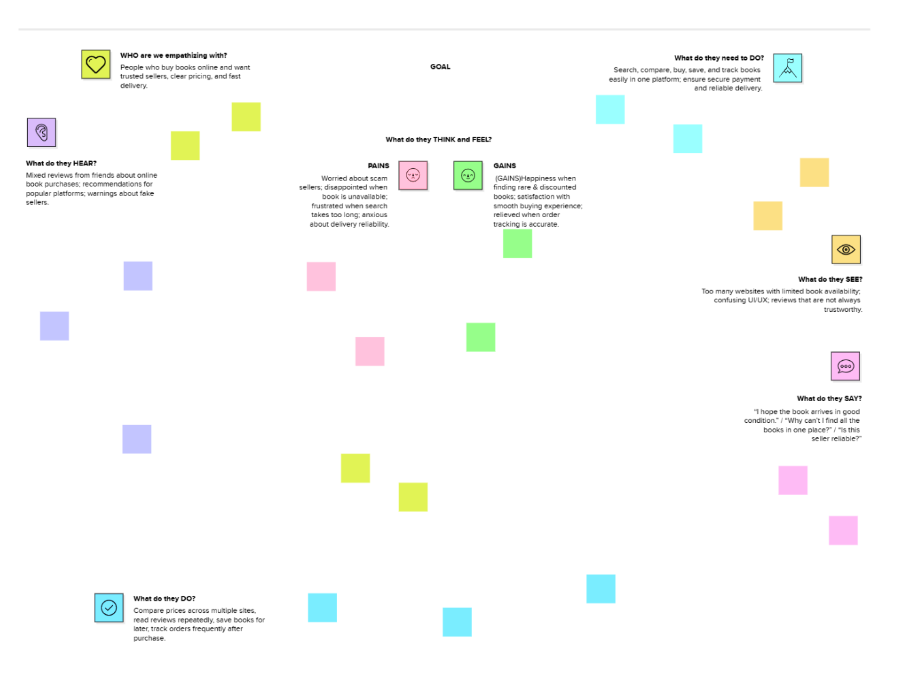 WHO are we empathizing with?
People who buy books online and want
trusted sellers, clear pricing, and fast
delivery.
GOAL
What do they need to DO?
Search, compare, buy, save, and track books
easily in one platform; ensure secure payment
and reliable delivery.
What do they HEAR?
Mixed reviews from friends about online
book purchases; recommendations for
popular platforms; warnings about fake
sellers.
What do they THINK and FEEL?
PAINS
Worried about scam
sellers; disappointed when
book is unavailable;
frustrated when search
takes too long; anxious
about delivery reliability.
GAINS
(GAINS)Happiness when
finding rare & discounted
books; satisfaction with
smooth buying experience;
relieved when order
tracking is accurate.
What do they SEE?
Too many websites with limited book availability;
confusing UI/UX; reviews that are not always
trustworthy.
What do they SAY?
"I hope the book arrives in good
condition." / "Why can't I find all the
books in one place?" / "Is this
seller reliable?"
What do they DO?
Compare prices across multiple sites,
read reviews repeatedly, save books for
later, track orders frequently after
purchase.